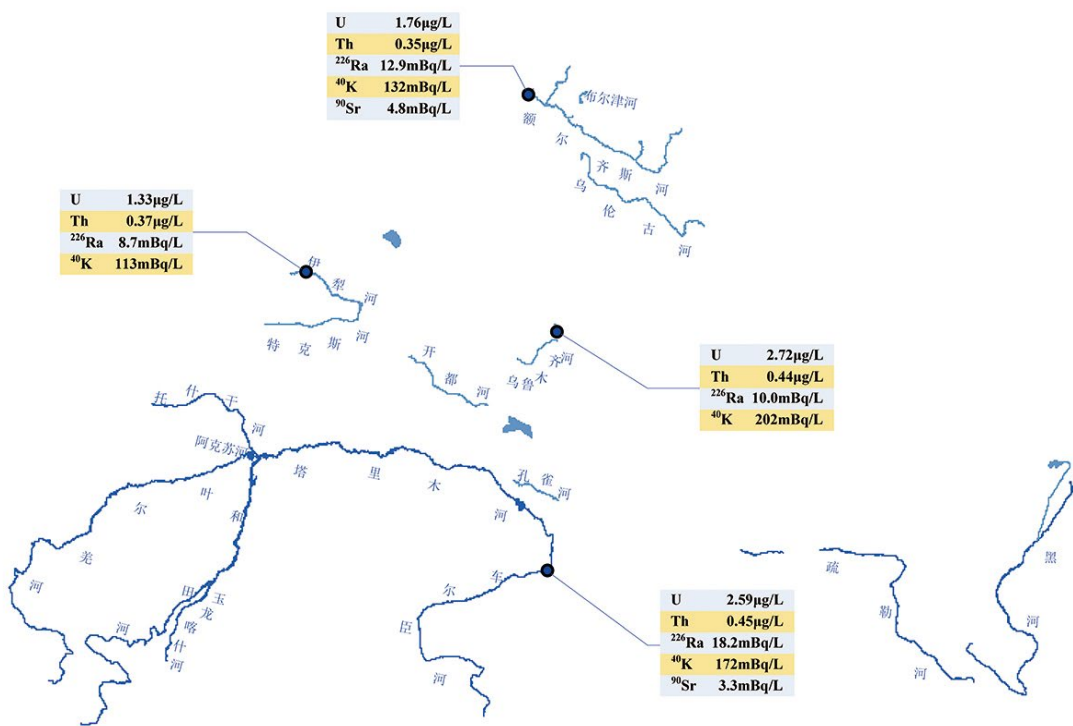 U 1.76μg/L
Th 0.35μg/L
²²⁶Ra 12.9mBq/L
⁴⁰K 132mBq/L
⁹⁰Sr 4.8mBq/L
布尔津河
额尔齐斯河
乌伦古河
U 1.33μg/L
Th 0.37μg/L
²²⁶Ra 8.7mBq/L
⁴⁰K 113mBq/L
伊犁河
特克斯河
开都河
乌鲁木齐河
U 2.72μg/L
Th 0.44μg/L
²²⁶Ra 10.0mBq/L
⁴⁰K 202mBq/L
托什干河
阿克苏河
塔里木河
孔雀河
叶尔羌河
和田河
玉龙喀什河
车尔臣河
疏勒河
黑河
U 2.59μg/L
Th 0.45μg/L
²²⁶Ra 18.2mBq/L
⁴⁰K 172mBq/L
⁹⁰Sr 3.3mBq/L